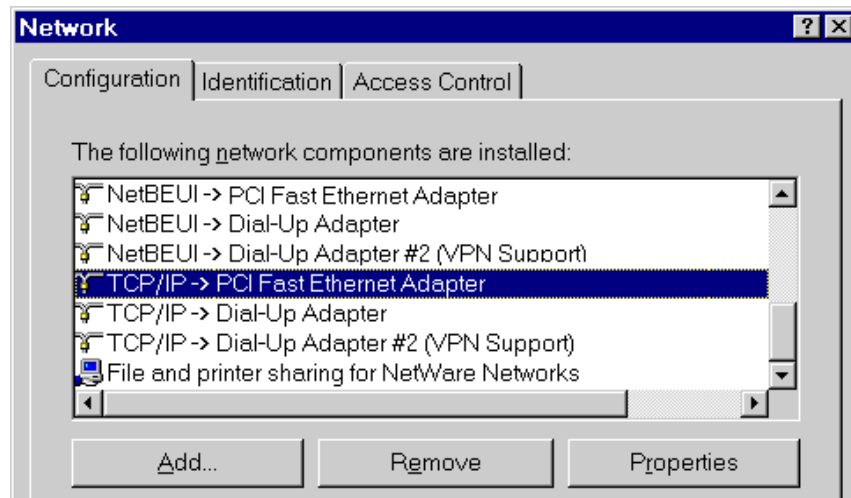 Network
Configuration Identification Access Control
The following network components are installed:
NetBEUI -> PCI Fast Ethernet Adapter
NetBEUI -> Dial-Up Adapter
NetBEUI -> Dial-Up Adapter #2 (VPN Support)
TCP/IP -> PCI Fast Ethernet Adapter
TCP/IP -> Dial-Up Adapter
TCP/IP -> Dial-Up Adapter #2 (VPN Support)
File and printer sharing for NetWare Networks
Add... Remove Properties